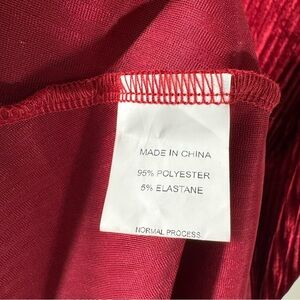 MADE IN CHINA
95% POLYESTER
5% ELASTANE
NORMAL PROCESS